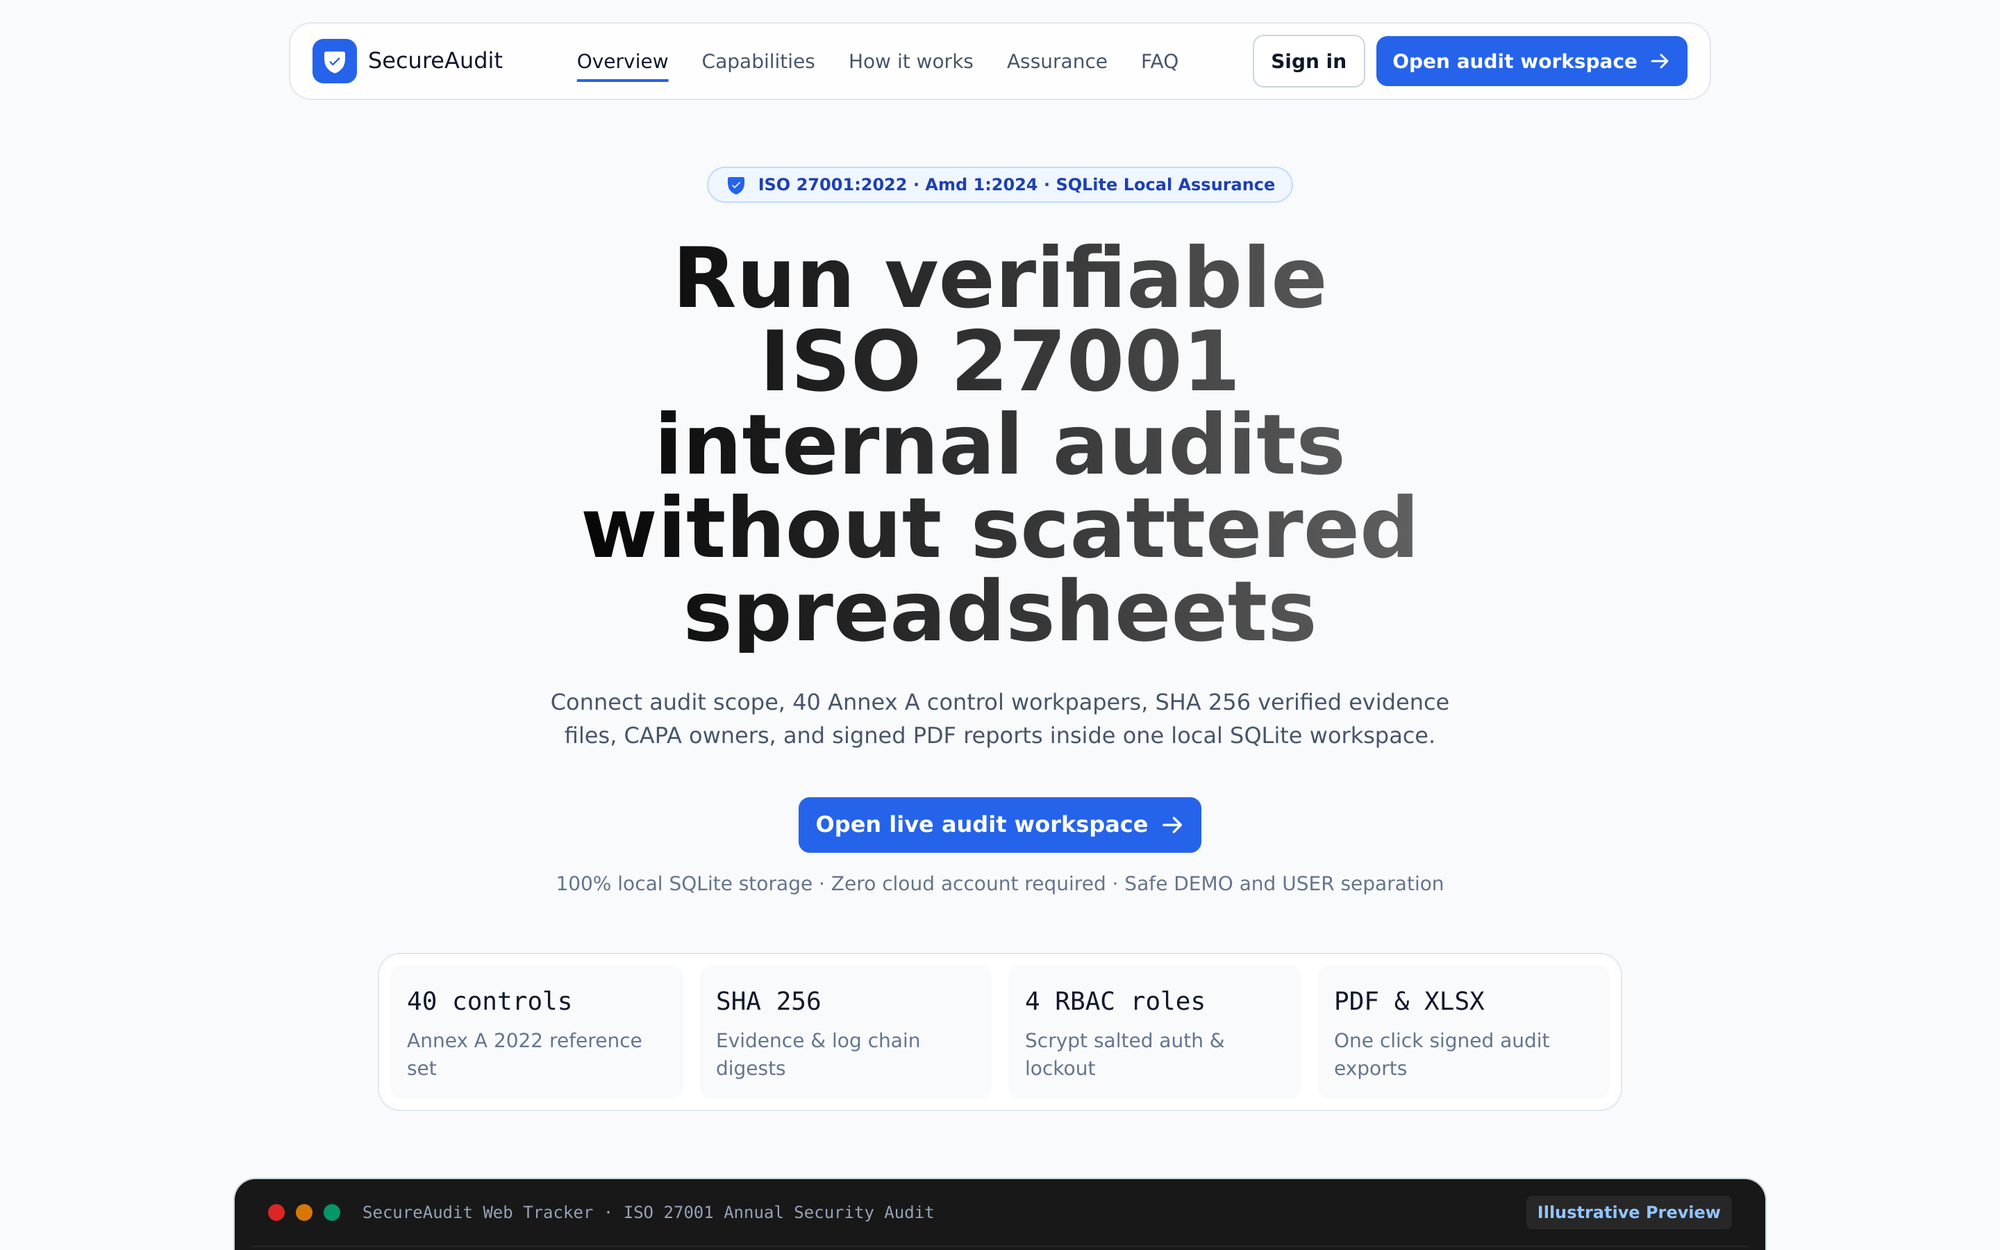 SecureAudit
Overview
Capabilities
How it works
Assurance
FAQ
Sign in
Open audit workspace →
ISO 27001:2022 · Amd 1:2024 · SQLite Local Assurance
Run verifiable
ISO 27001
internal audits
without scattered
spreadsheets
Connect audit scope, 40 Annex A control workpapers, SHA 256 verified evidence
files, CAPA owners, and signed PDF reports inside one local SQLite workspace.
Open live audit workspace →
100% local SQLite storage · Zero cloud account required · Safe DEMO and USER separation
40 controls
Annex A 2022 reference
set
SHA 256
Evidence & log chain
digests
4 RBAC roles
Scrypt salted auth &
lockout
PDF & XLSX
One click signed audit
exports
SecureAudit Web Tracker · ISO 27001 Annual Security Audit
Illustrative Preview